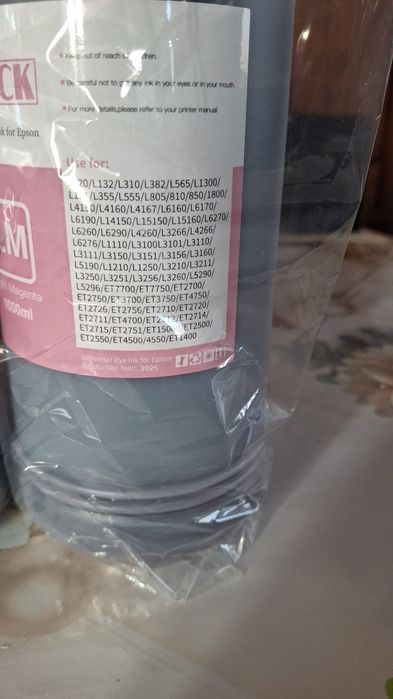 Keep out of reach of children.
CK
Be careful not to get any ink in your eyes or in your mouth
For more details,please refer to your printer manual.
ink for Epson
Use for:
/L132/L310/L382/L565/L1300/
/L355/L555/L805/810/850/1800/
L4150/L4160/L4167/L6160/L6170/
L6190/L14150/L15150/L15160/L6270/
L6260/L6290/L4260/L3266/L4266/
L6276/L1110/L3100L3101/L3110/
L3111/L3150/L3151/L3156/L3160/
L5190/L1210/L1250/L3210/L3211/
L3250/L3251/L3256/L3260/L5290/
L5296/ET7700/ET7750/ET2700/
ET2750/ET3700/ET3750/ET4750/
ET2726/ET2756/ET2710/ET2720/
ET2711/ET4700/ET2712/ET2714/
ET2715/ET2751/ET15000/ET2500/
ET2550/ET4500/4550/ET1400
LM
Light Magenta
1000ml
Universal Dye Ink for Epson
Production Year: 2025